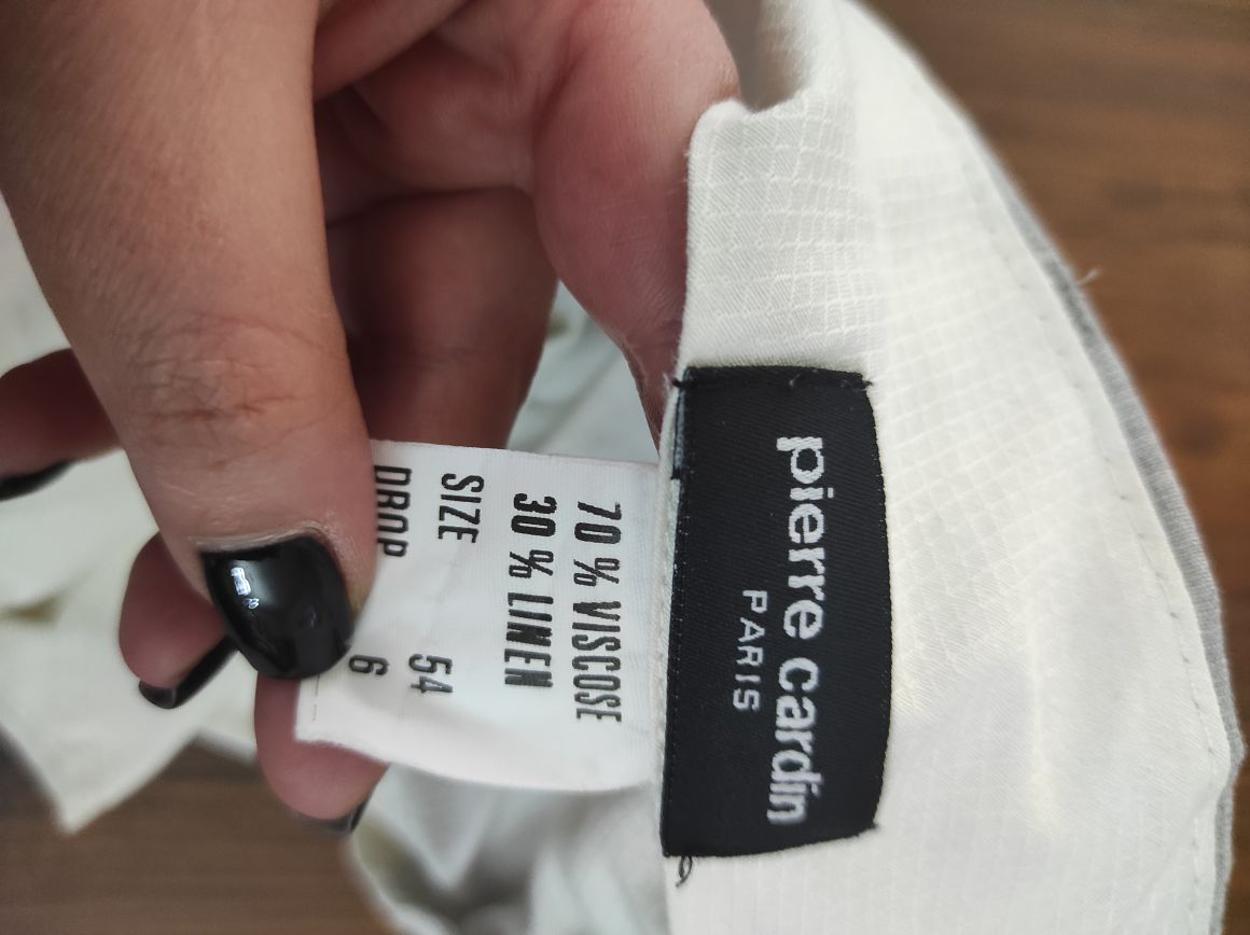 pierre cardin
PARIS
70 % VISCOSE
30 % LINEN
SIZE 54
DROP 6